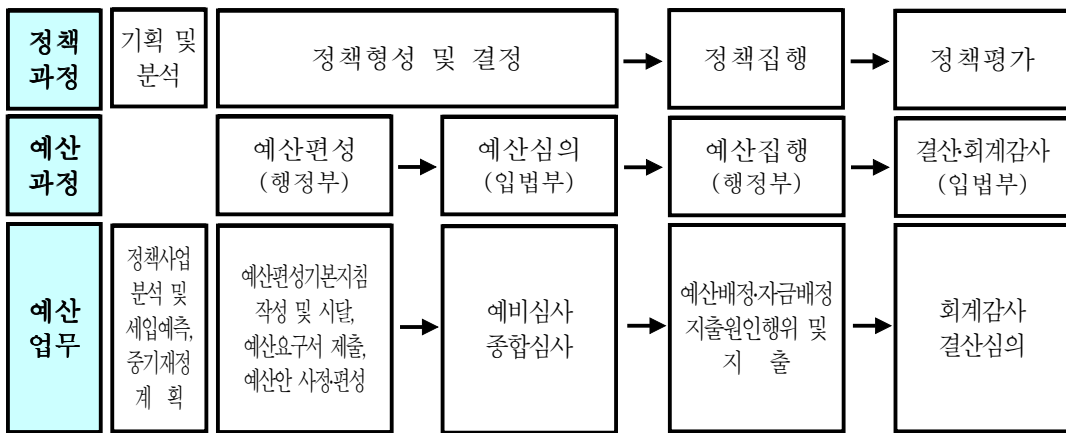 정책
과정
기획 및
분석
정책형성 및 결정
정책집행
정책평가
예산
과정
예산편성
(행정부)
예산심의
(입법부)
예산집행
(행정부)
결산·회계감사
(입법부)
예산
업무
정책사업
분석 및
세입예측,
중기재정
계 획
예산편성기본지침
작성 및 시달,
예산요구서 제출,
예산안 사정·편성
예비심사
종합심사
예산배정·자금배정
지출원인행위 및
지 출
회계감사
결산심의